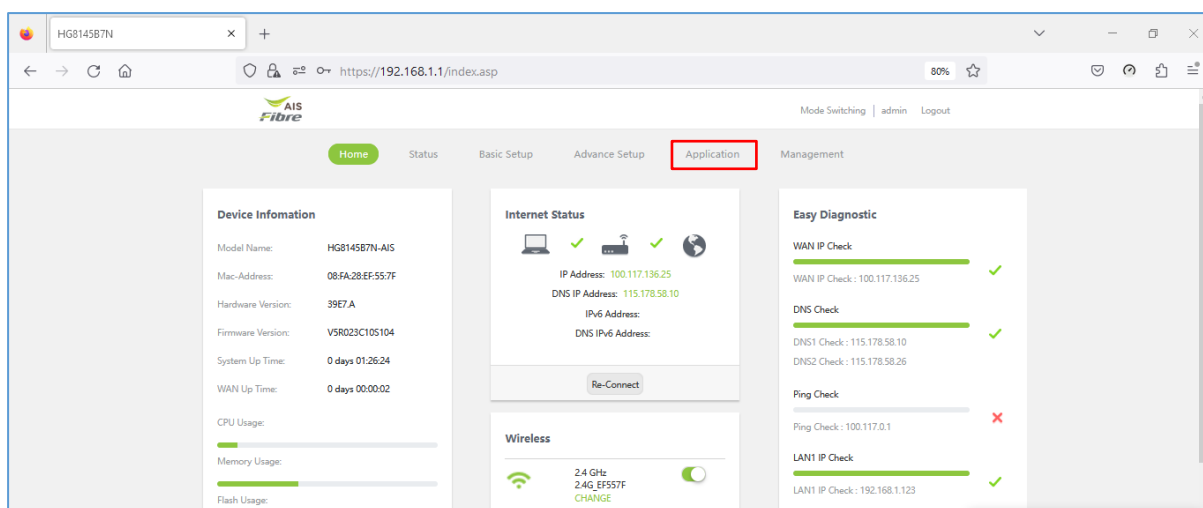 HG8145B7N
https://192.168.1.1/index.asp
80%
AIS
Fibre
Mode Switching | admin Logout
Home Status Basic Setup Advance Setup Application Management
Device Infomation
Model Name: HG8145B7N-AIS
Mac-Address: 08:FA:28:EF:55:7F
Hardware Version: 39E7.A
Firmware Version: V5R023C10S104
System Up Time: 0 days 01:26:24
WAN Up Time: 0 days 00:00:02
CPU Usage:
Memory Usage:
Flash Usage:
Internet Status
IP Address: 100.117.136.25
DNS IP Address: 115.178.58.10
IPv6 Address:
DNS IPv6 Address:
Re-Connect
Wireless
2.4 GHz
2.4G_EF557F
CHANGE
Easy Diagnostic
WAN IP Check
WAN IP Check : 100.117.136.25
DNS Check
DNS1 Check : 115.178.58.10
DNS2 Check : 115.178.58.26
Ping Check
Ping Check : 100.117.0.1
LAN1 IP Check
LAN1 IP Check : 192.168.1.123